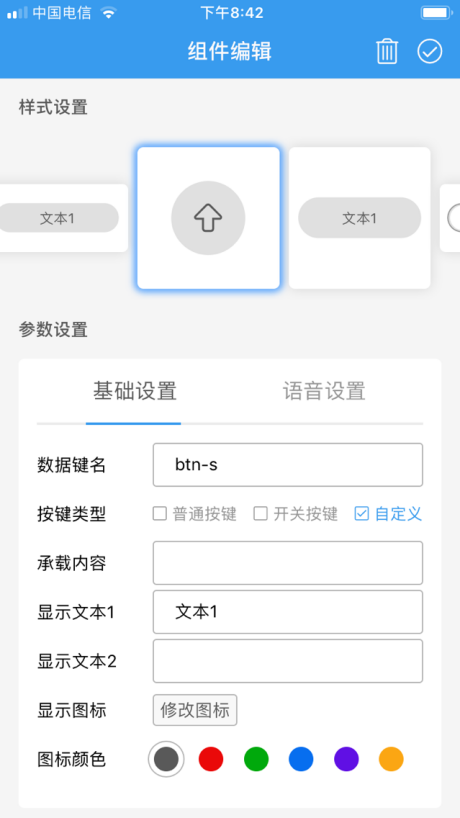 中国电信 下午8:42
组件编辑
样式设置
文本1 文本1
参数设置
基础设置 语音设置
数据键名 btn-s
按键类型 普通按键 开关按键 自定义
承载内容
显示文本1 文本1
显示文本2
显示图标 修改图标
图标颜色